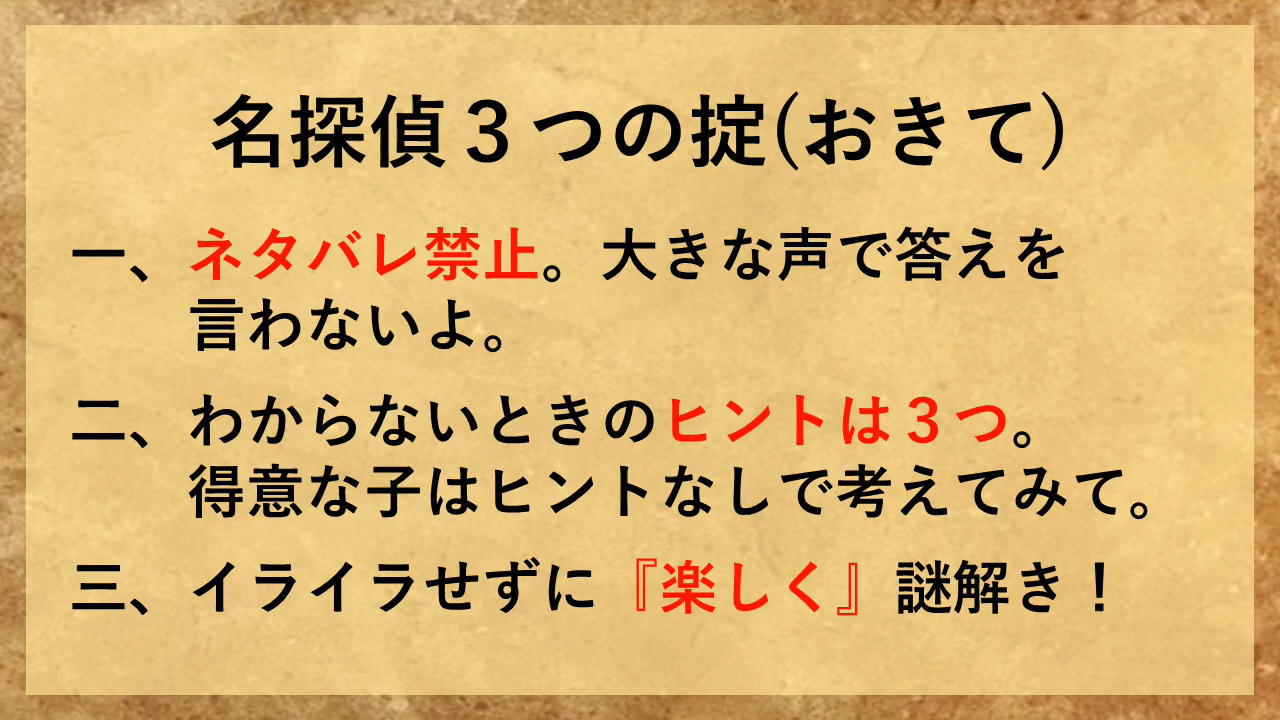 名探偵３つの掟(おきて)
一、ネタバレ禁止。大きな声で答えを
言わないよ。
二、わからないときのヒントは３つ。
得意な子はヒントなしで考えてみて。
三、イライラせずに『楽しく』謎解き！